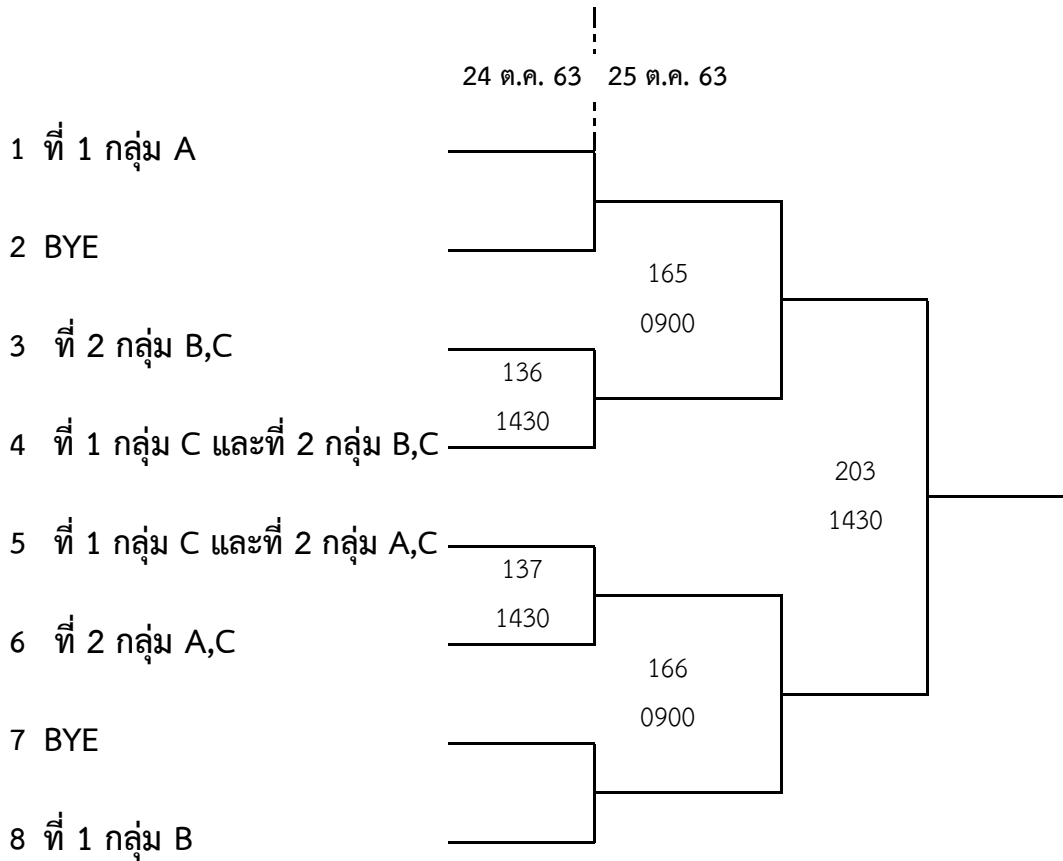 24 ต.ค. 63 25 ต.ค. 63
1 ที่ 1 กลุ่ม A
2 BYE
165
0900
3 ที่ 2 กลุ่ม B,C
136
1430
4 ที่ 1 กลุ่ม C และที่ 2 กลุ่ม B,C
203
1430
5 ที่ 1 กลุ่ม C และที่ 2 กลุ่ม A,C
137
1430
6 ที่ 2 กลุ่ม A,C
166
0900
7 BYE
8 ที่ 1 กลุ่ม B